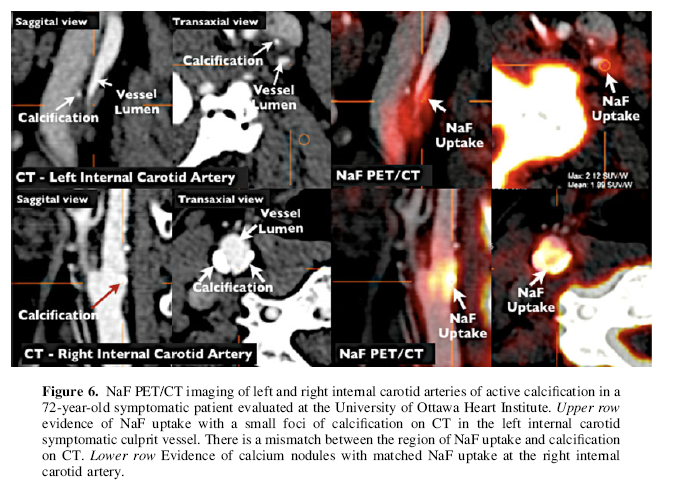 Saggital view
Transaxial view
Calcification
Vessel
Lumen
Calcification
Vessel
Lumen
NaF
Uptake
NaF
Uptake
CT - Left Internal Carotid Artery
NaF PET/CT
Max: 2.12 SUV/W
Mean: 1.99 SUV/W
Saggital view
Transaxial view
Vessel
Lumen
Calcification
Calcification
NaF
Uptake
NaF
Uptake
CT - Right Internal Carotid Artery
NaF PET/CT
Figure 6. NaF PET/CT imaging of left and right internal carotid arteries of active calcification in a
72-year-old symptomatic patient evaluated at the University of Ottawa Heart Institute. Upper row
evidence of NaF uptake with a small foci of calcification on CT in the left internal carotid
symptomatic culprit vessel. There is a mismatch between the region of NaF uptake and calcification
on CT. Lower row Evidence of calcium nodules with matched NaF uptake at the right internal
carotid artery.